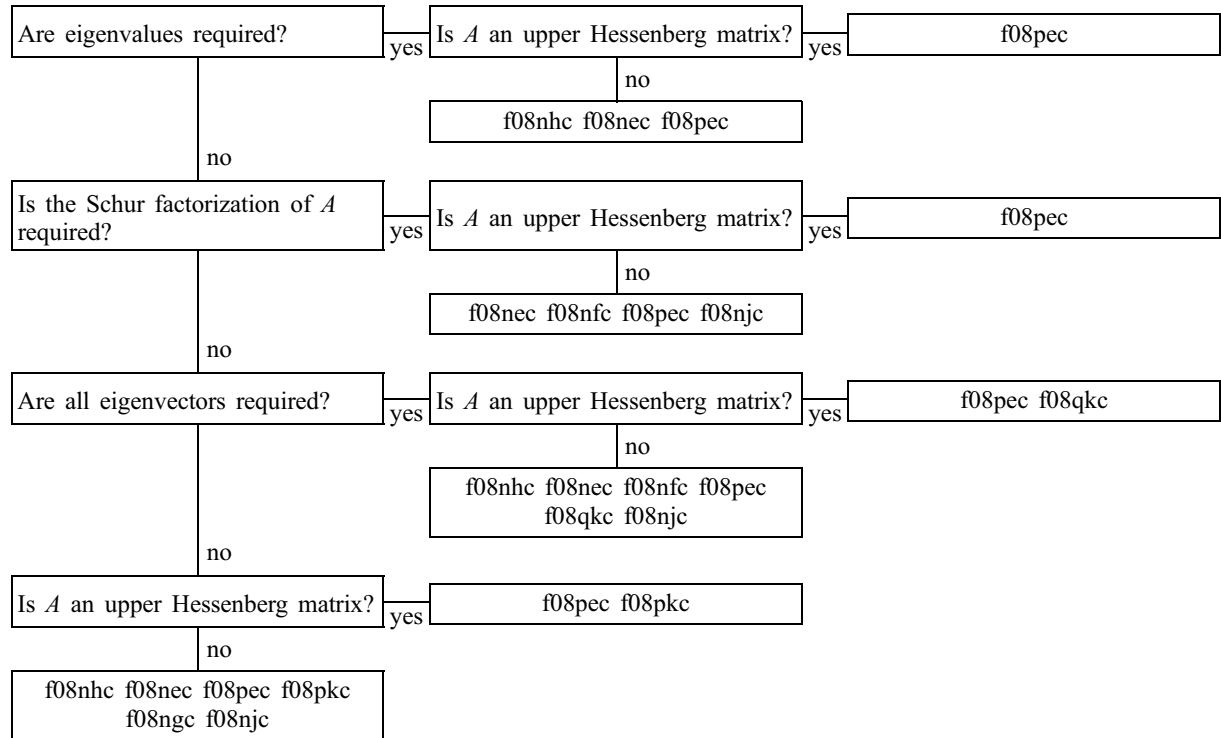 Are eigenvalues required?
yes
Is A an upper Hessenberg matrix?
yes
f08pec
no
f08nhc f08nec f08pec
no
Is the Schur factorization of A
required?
yes
Is A an upper Hessenberg matrix?
yes
f08pec
no
f08nec f08nfc f08pec f08njc
no
Are all eigenvectors required?
yes
Is A an upper Hessenberg matrix?
yes
f08pec f08qkc
no
f08nhc f08nec f08nfc f08pec
f08qkc f08njc
no
Is A an upper Hessenberg matrix?
yes
f08pec f08pkc
no
f08nhc f08nec f08pec f08pkc
f08ngc f08njc